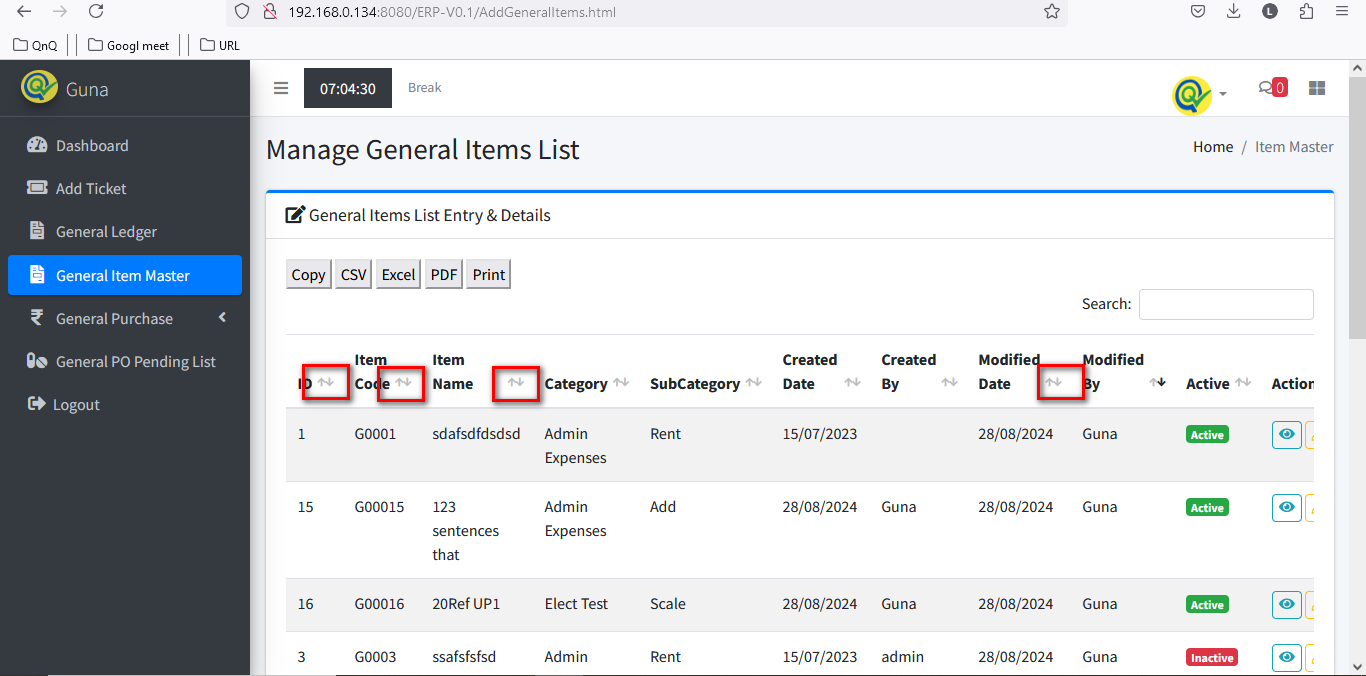 192.168.0.134:8080/ERP-V0.1/AddGeneralItems.html
L
QnQ
Googl meet
URL
Guna
07:04:30
Break
0
Dashboard
Add Ticket
General Ledger
General Item Master
General Purchase
General PO Pending List
Logout
Manage General Items List
Home / Item Master
General Items List Entry & Details
Copy CSV Excel PDF Print
Search:
ID Item Code Item Name Category SubCategory Created Date Created By Modified Date Modified By Active Action
1 G0001 sdafsdfdsdsd Admin Expenses Rent 15/07/2023 28/08/2024 Guna Active
15 G00015 123 sentences that Admin Expenses Add 28/08/2024 Guna 28/08/2024 Guna Active
16 G00016 20Ref UP1 Elect Test Scale 28/08/2024 Guna 28/08/2024 Guna Active
3 G0003 ssafsfsfsd Admin Rent 15/07/2023 admin 28/08/2024 Guna Inactive